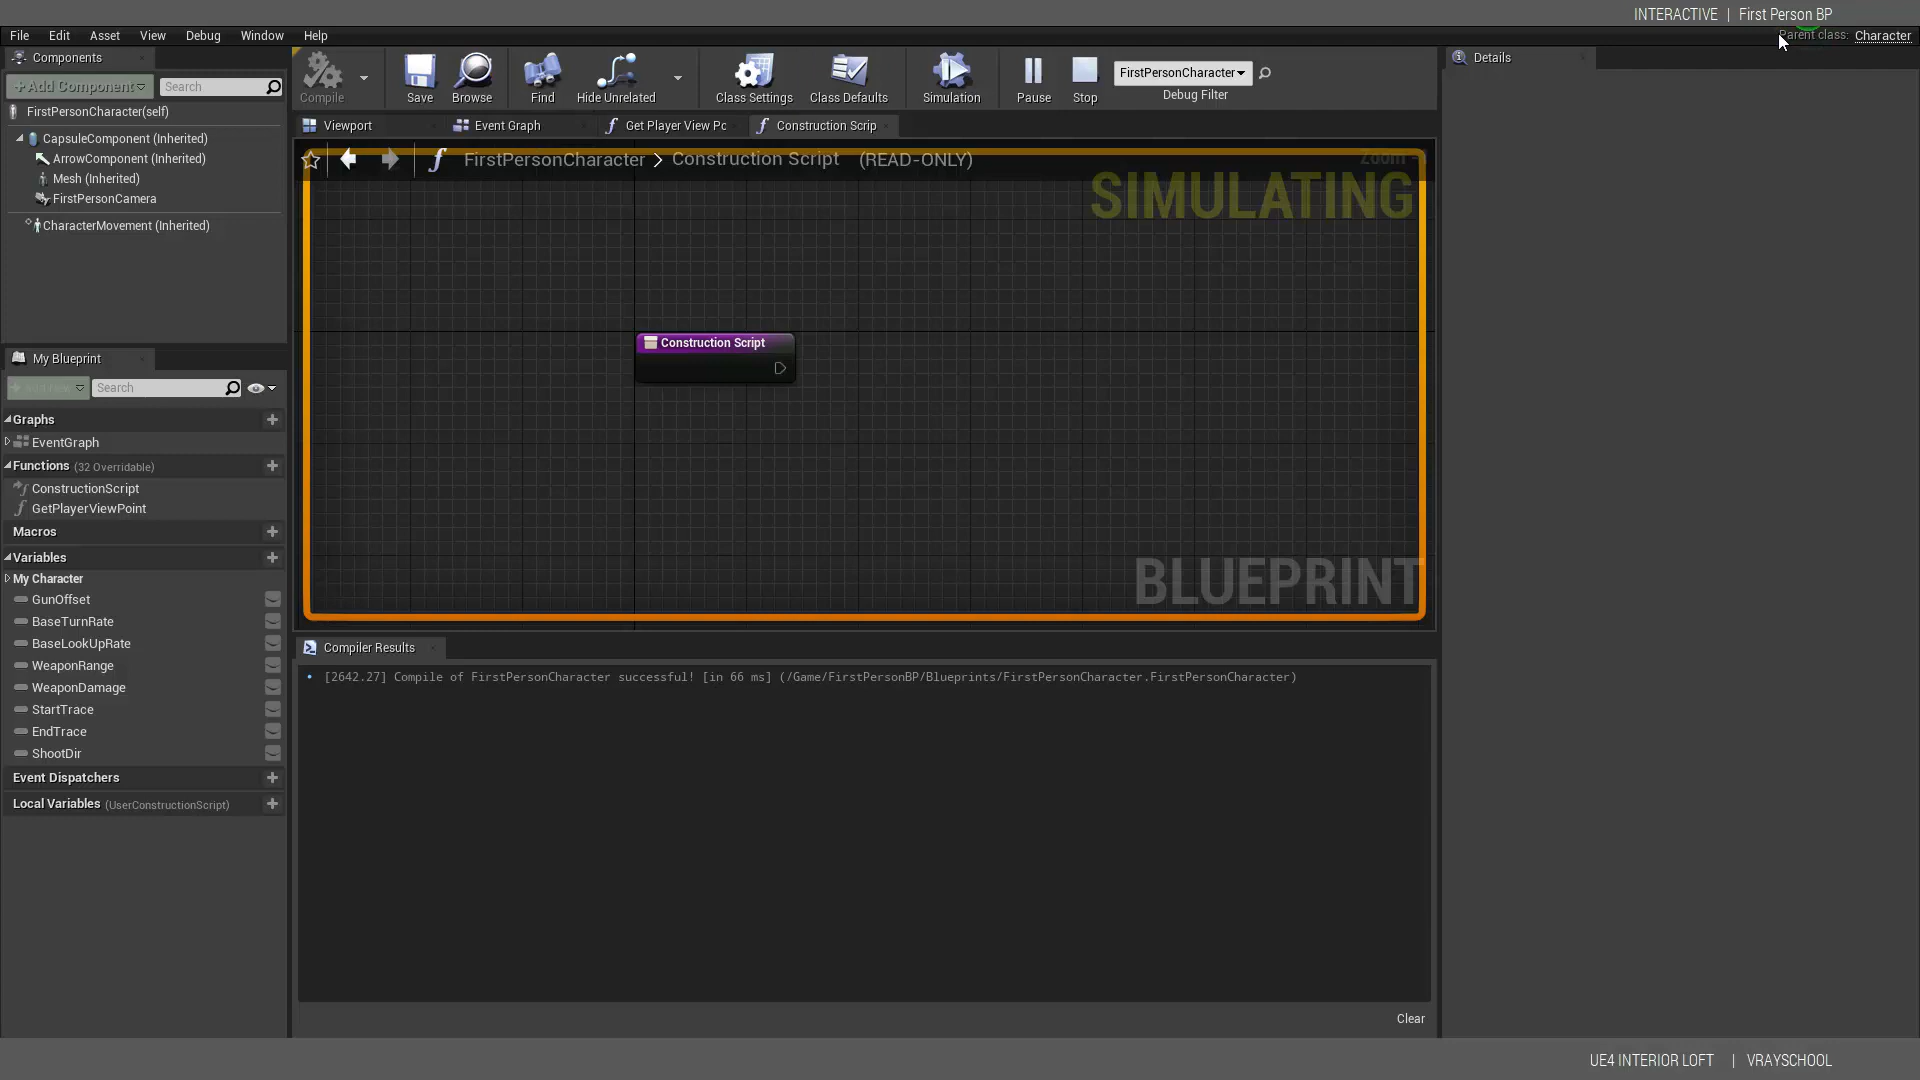 INTERACTIVE | First Person BP
File Edit Asset View Debug Window Help
Parent class: Character
Components
+Add Component
Search
FirstPersonCharacter(self)
CapsuleComponent (Inherited)
ArrowComponent (Inherited)
Mesh (Inherited)
FirstPersonCamera
CharacterMovement (Inherited)
My Blueprint
Search
Graphs
EventGraph
Functions (32 Overridable)
ConstructionScript
GetPlayerViewPoint
Macros
Variables
My Character
GunOffset
BaseTurnRate
BaseLookUpRate
WeaponRange
WeaponDamage
StartTrace
EndTrace
ShootDir
Event Dispatchers
Local Variables (UserConstructionScript)
Compile Save Browse Find Hide Unrelated Class Settings Class Defaults Simulation Pause Stop
FirstPersonCharacter
Debug Filter
Viewport Event Graph Get Player View Pc Construction Scrip
FirstPersonCharacter > Construction Script (READ-ONLY)
Zoom
SIMULATING
Construction Script
BLUEPRINT
Compiler Results
[2642.27] Compile of FirstPersonCharacter successful! [in 66 ms] (/Game/FirstPersonBP/Blueprints/FirstPersonCharacter.FirstPersonCharacter)
Clear
Details
UE4 INTERIOR LOFT | VRAYSCHOOL